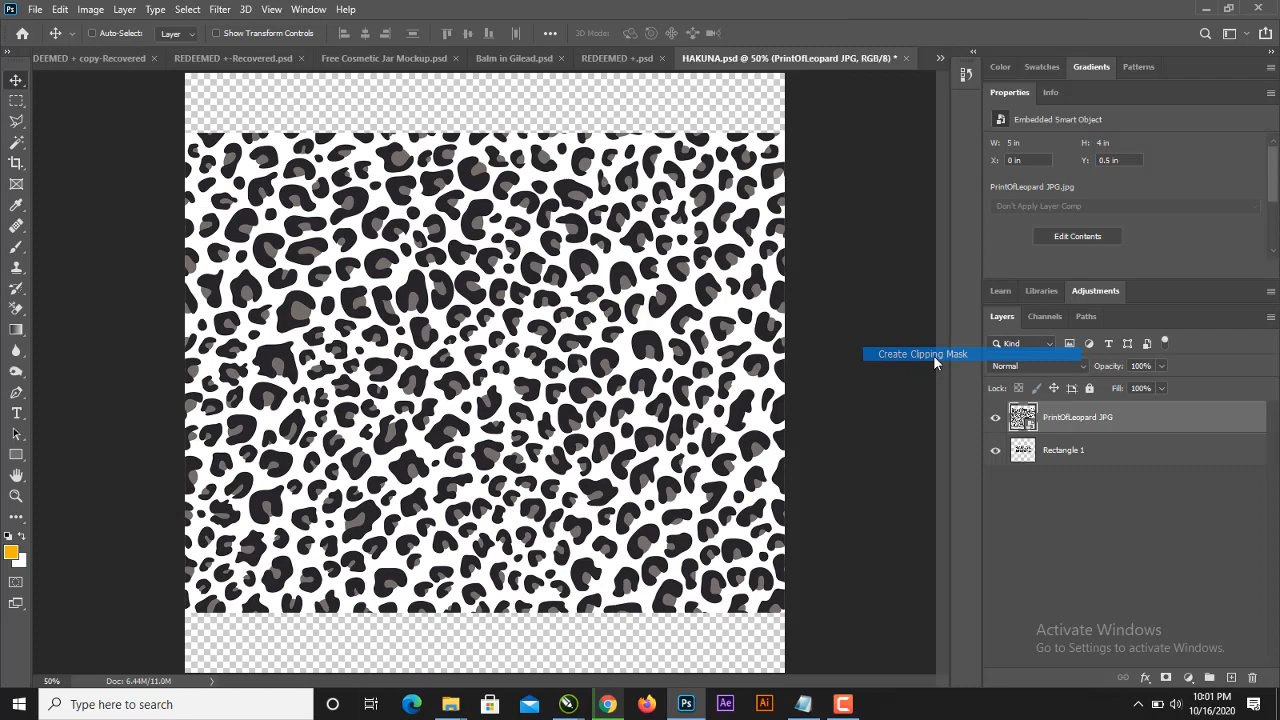 Ps File Edit Image Layer Type Select Filter 3D View Window Help
Auto-Select: Layer Show Transform Controls 3D Mode:
DEEMED + copy-Recovered × REDEEMED +-Recovered.psd × Free Cosmetic Jar Mockup.psd × Balm in Gilead.psd × REDEEMED +.psd × HAKUNA.psd @ 50% (PrintOfLeopard JPG, RGB/8) * ×
Color Swatches Gradients Patterns
Properties Info
Embedded Smart Object
W: 5 in H: 4 in
X: 0 in Y: 0.5 in
PrintOfLeopard JPG.jpg
Don't Apply Layer Comp
Edit Contents
Learn Libraries Adjustments
Layers Channels Paths
Kind
Create Clipping Mask
Normal Opacity: 100%
Lock: Fill: 100%
PrintOfLeopard JPG
Rectangle 1
Activate Windows
Go to Settings to activate Windows.
50% Doc: 6.44M/11.0M
Type here to search
Ps Ae Ai
10:01 PM
10/16/2020